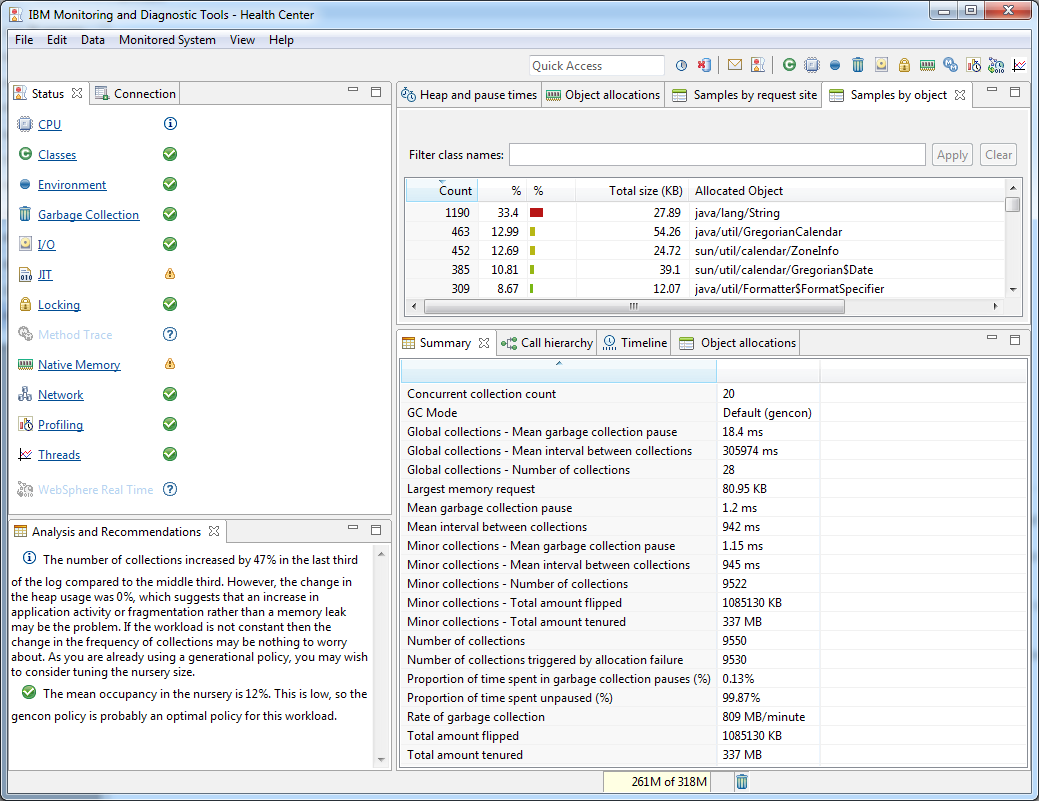 IBM Monitoring and Diagnostic Tools - Health Center
File Edit Data Monitored System View Help
Quick Access
Status Connection
CPU
Classes
Environment
Garbage Collection
I/O
JIT
Locking
Method Trace
Native Memory
Network
Profiling
Threads
WebSphere Real Time
Analysis and Recommendations
The number of collections increased by 47% in the last third
of the log compared to the middle third. However, the change in
the heap usage was 0%, which suggests that an increase in
application activity or fragmentation rather than a memory leak
may be the problem. If the workload is not constant then the
change in the frequency of collections may be nothing to worry
about. As you are already using a generational policy, you may wish
to consider tuning the nursery size.
The mean occupancy in the nursery is 12%. This is low, so the
gencon policy is probably an optimal policy for this workload.
Heap and pause times Object allocations Samples by request site Samples by object
Filter class names: Apply Clear
Count % % Total size (KB) Allocated Object
1190 33.4 27.89 java/lang/String
463 12.99 54.26 java/util/GregorianCalendar
452 12.69 24.72 sun/util/calendar/ZoneInfo
385 10.81 39.1 sun/util/calendar/Gregorian$Date
309 8.67 12.07 java/util/Formatter$FormatSpecifier
Summary Call hierarchy Timeline Object allocations
Concurrent collection count 20
GC Mode Default (gencon)
Global collections - Mean garbage collection pause 18.4 ms
Global collections - Mean interval between collections 305974 ms
Global collections - Number of collections 28
Largest memory request 80.95 KB
Mean garbage collection pause 1.2 ms
Mean interval between collections 942 ms
Minor collections - Mean garbage collection pause 1.15 ms
Minor collections - Mean interval between collections 945 ms
Minor collections - Number of collections 9522
Minor collections - Total amount flipped 1085130 KB
Minor collections - Total amount tenured 337 MB
Number of collections 9550
Number of collections triggered by allocation failure 9530
Proportion of time spent in garbage collection pauses (%) 0.13%
Proportion of time spent unpaused (%) 99.87%
Rate of garbage collection 809 MB/minute
Total amount flipped 1085130 KB
Total amount tenured 337 MB
261M of 318M